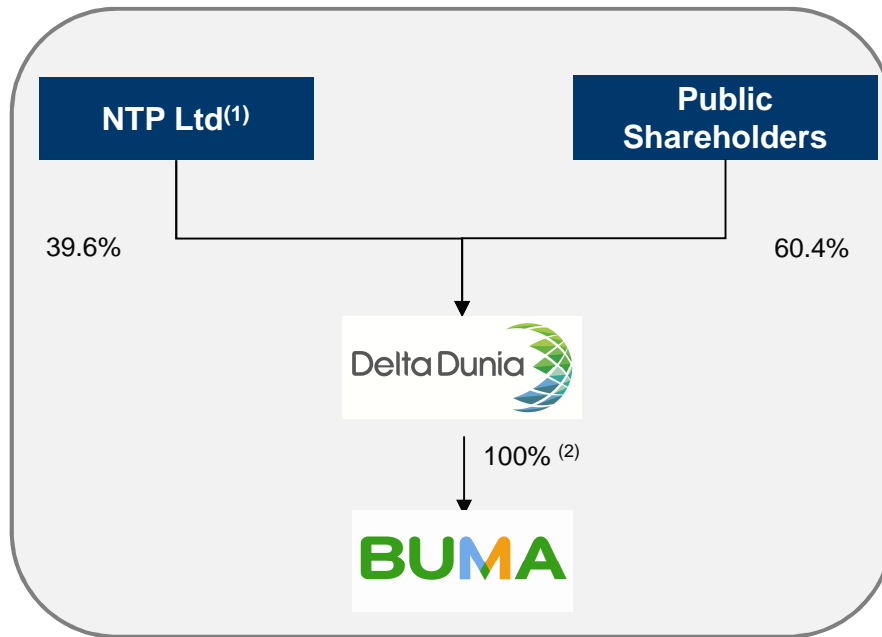 NTP Ltd(1)
Public
Shareholders
39.6%
60.4%
Delta Dunia
100% (2)
BUMA